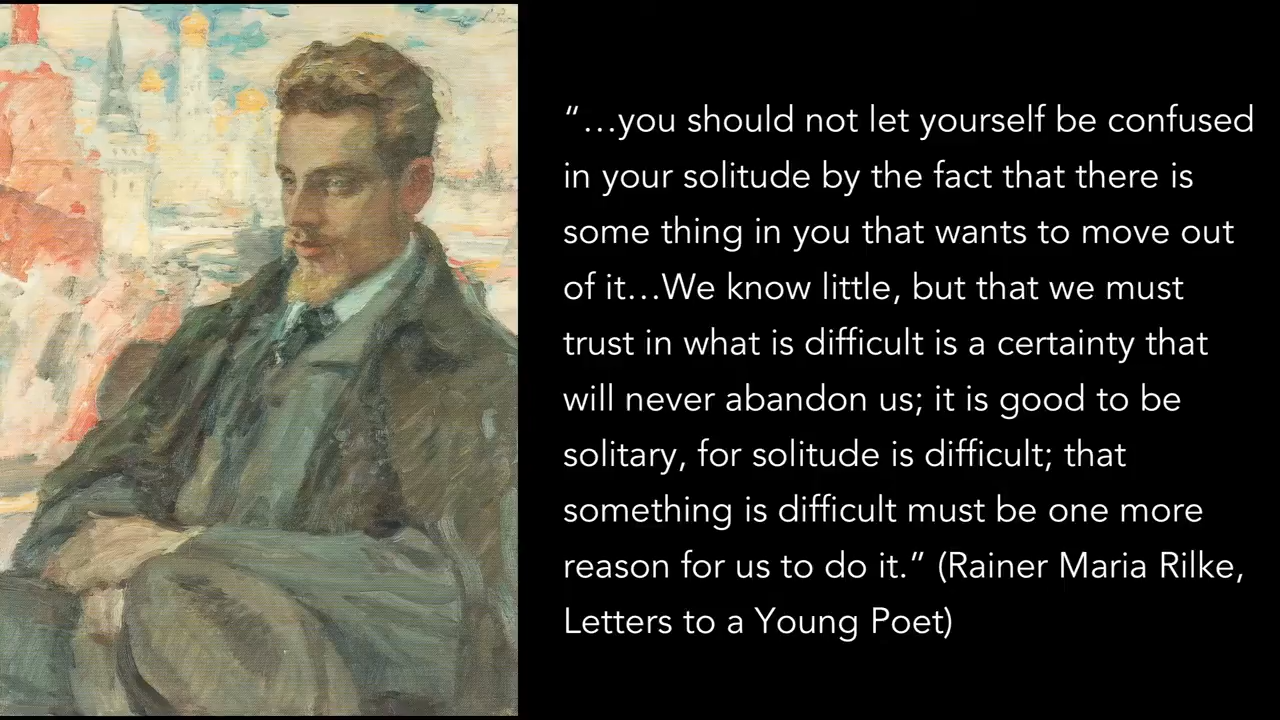 “…you should not let yourself be confused
in your solitude by the fact that there is
some thing in you that wants to move out
of it…We know little, but that we must
trust in what is difficult is a certainty that
will never abandon us; it is good to be
solitary, for solitude is difficult; that
something is difficult must be one more
reason for us to do it.” (Rainer Maria Rilke,
Letters to a Young Poet)